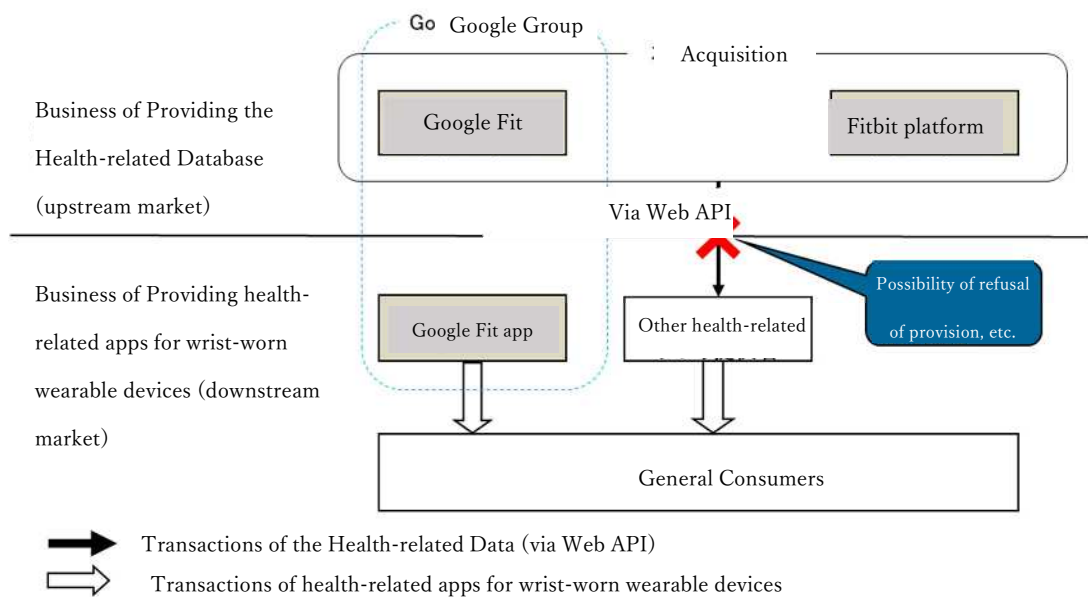 Go Google Group
Acquisition
Business of Providing the
Health-related Database
(upstream market)
Google Fit
Fitbit platform
Via Web API
Business of Providing health-
related apps for wrist-worn
wearable devices (downstream
market)
Google Fit app
Other health-related
Possibility of refusal
of provision, etc.
General Consumers
Transactions of the Health-related Data (via Web API)
Transactions of health-related apps for wrist-worn wearable devices